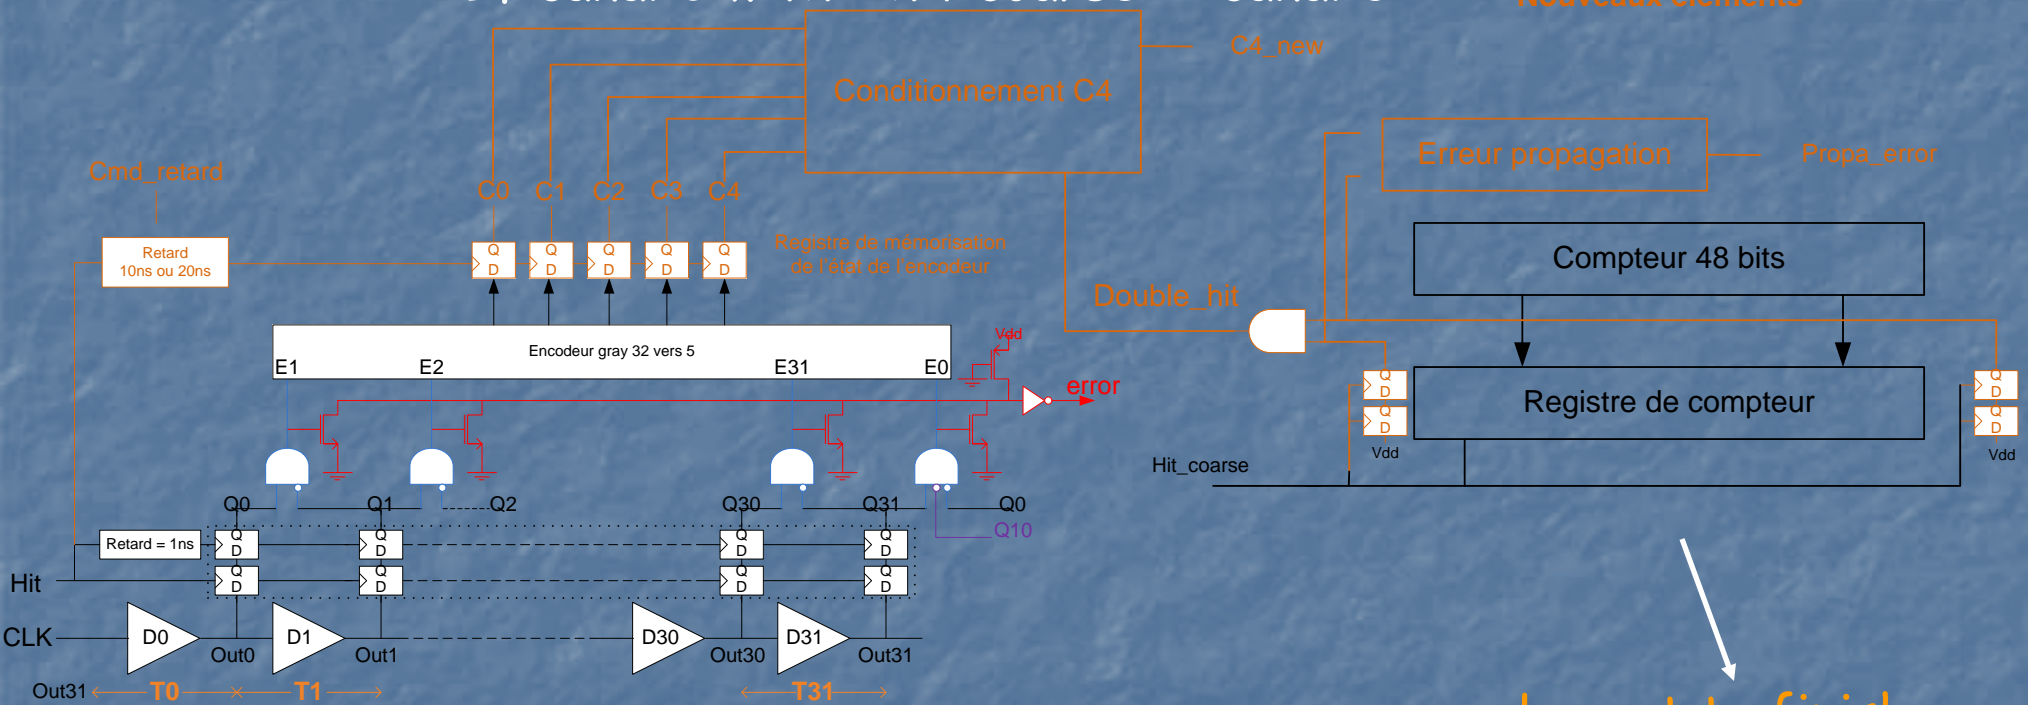 Nouveaux éléments
C4_new
Conditionnement C4
Erreur propagation
Propa_error
Cmd_retard
C0 C1 C2 C3 C4
Compteur 48 bits
Retard
10ns ou 20ns
Q Q Q Q Q
D D D D D
Registre de mémorisation
de l'état de l'encodeur
Double_hit
Vdd
Encodeur gray 32 vers 5
E1 E2 E31 E0
error
Registre de compteur
Q Q
D D
Q Q
D D
Vdd Vdd
Hit_coarse
Q0 Q1 Q2 Q30 Q31 Q0
Q10
Retard = 1ns
Q Q Q Q
D D D D
Hit
Q Q Q Q
D D D D
CLK
D0 D1 D30 D31
Out0 Out1 Out30 Out31
Out31
T0 T1 T31